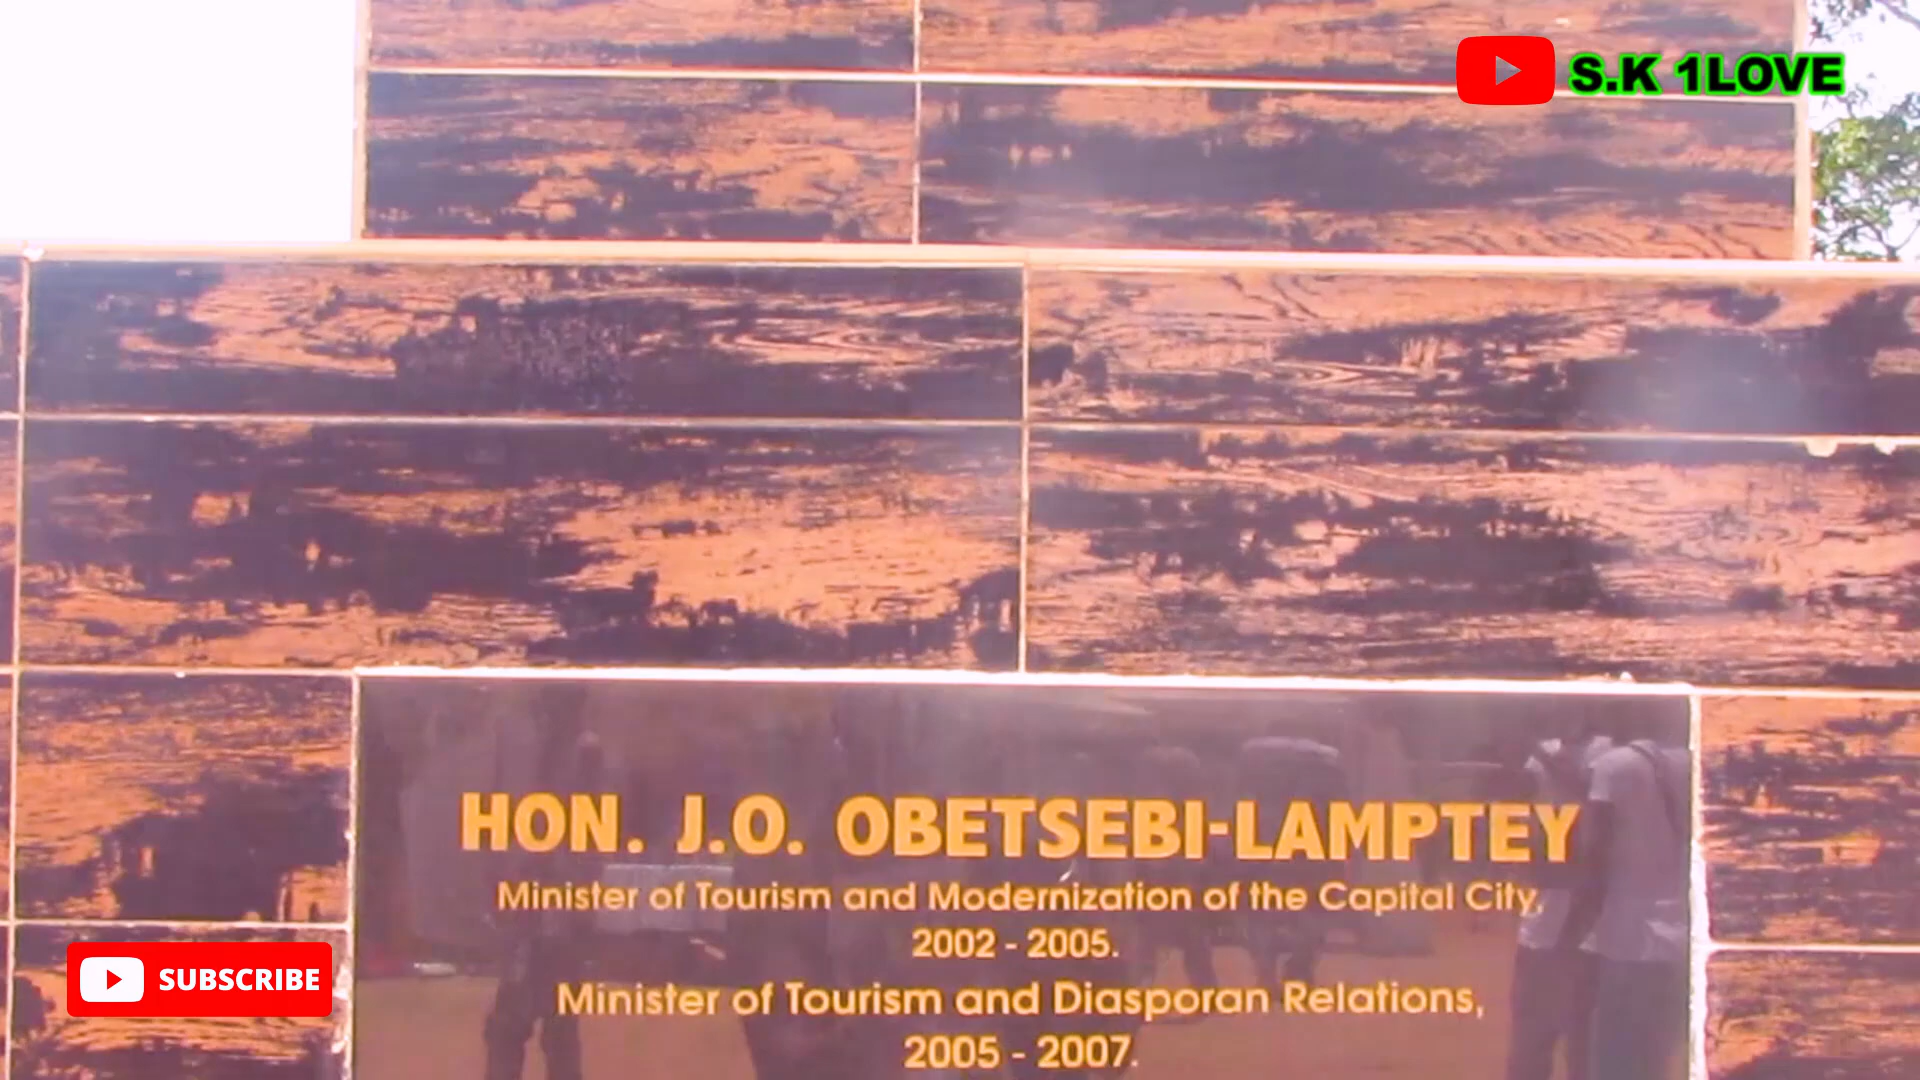 S.K 1LOVE
HON. J.O. OBETSEBI-LAMPTEY
Minister of Tourism and Modernization of the Capital City,
2002 - 2005.
Minister of Tourism and Diasporan Relations,
2005 - 2007.
SUBSCRIBE